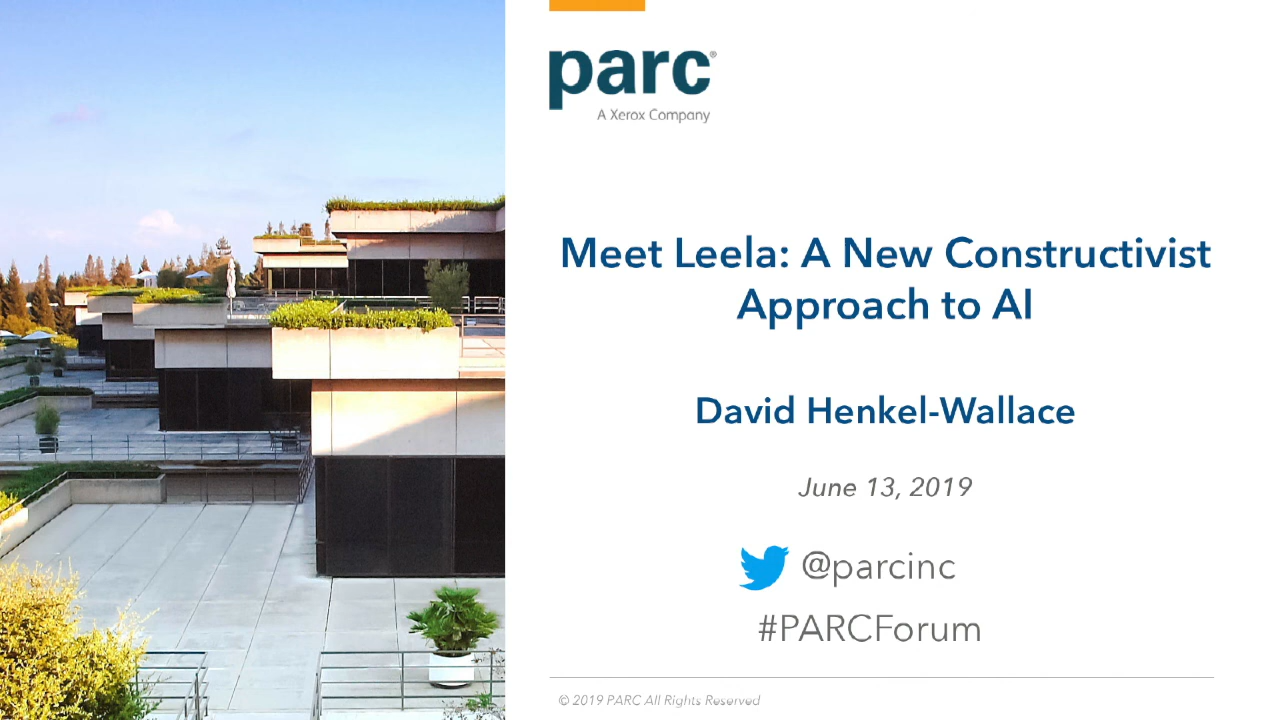 parc®
A Xerox Company
Meet Leela: A New Constructivist
Approach to AI
David Henkel-Wallace
June 13, 2019
@parcinc
#PARCForum
© 2019 PARC All Rights Reserved